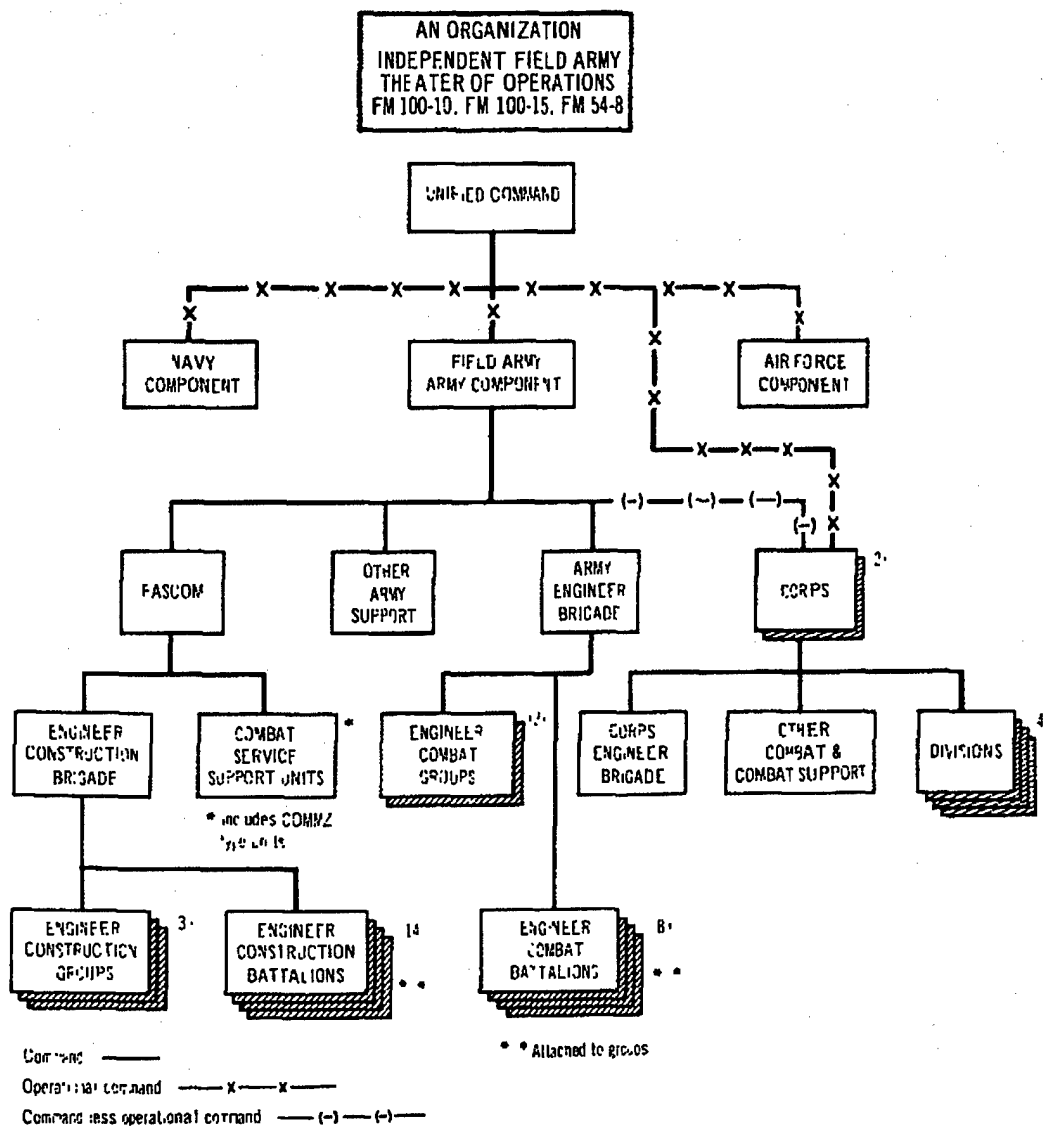 AN ORGANIZATION
INDEPENDENT FIELD ARMY
THEATER OF OPERATIONS
FM 100-10, FM 100-15, FM 54-8
UNIFIED COMMAND
NAVY
COMPONENT
FIELD ARMY
ARMY COMPONENT
AIR FORCE
COMPONENT
FASCOM
OTHER
ARMY
SUPPORT
ARMY
ENGINEER
BRIGADE
CORPS
2+
ENGINEER
CONSTRUCTION
BRIGADE
COMBAT
SERVICE
SUPPORT UNITS
*
* includes COMMZ
ENGINEER
COMBAT
GROUPS
CORPS
ENGINEER
BRIGADE
OTHER
COMBAT &
COMBAT SUPPORT
DIVISIONS
4
ENGINEER
CONSTRUCTION
GROUPS
3+
ENGINEER
CONSTRUCTION
BATTALIONS
14
* *
ENGINEER
COMBAT
BATTALIONS
8+
* *
* * Attached to groups
Command
Operational command —x—x—
Command less operational command —(-)—(-)—